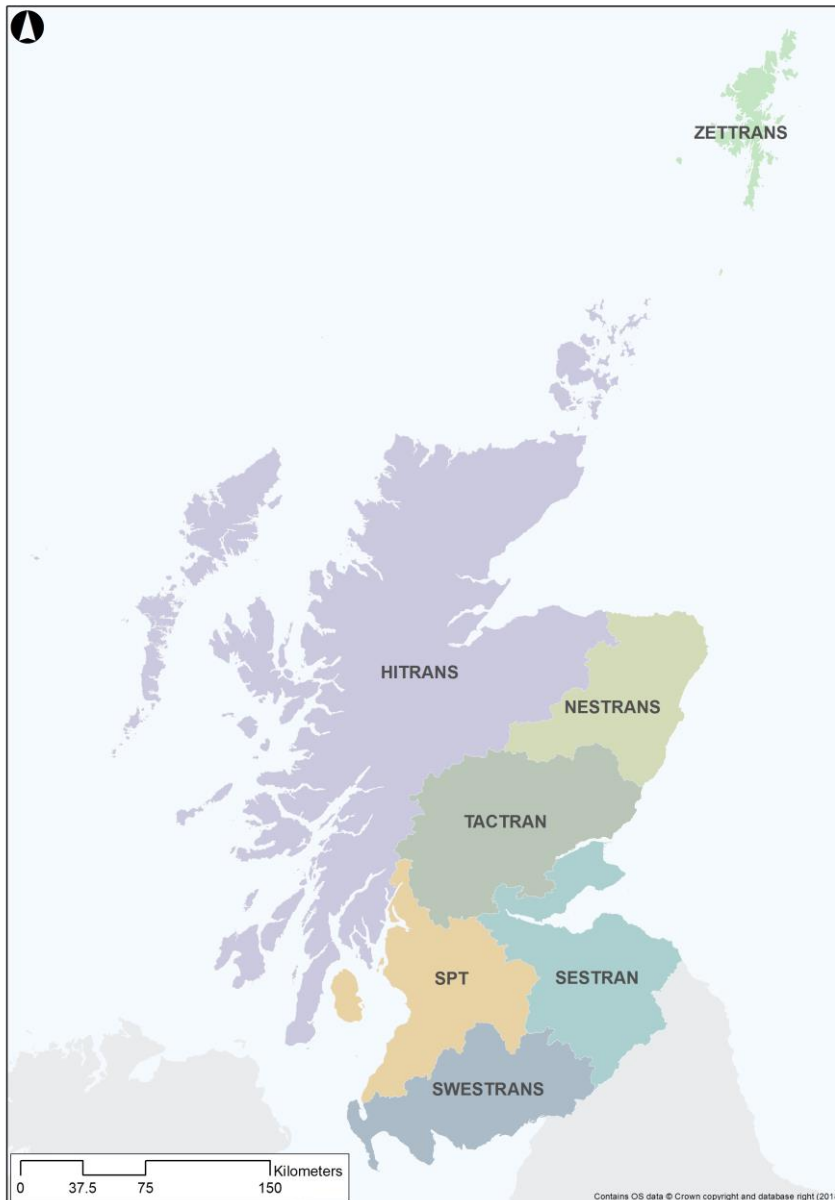 ZETTRANS
HITRANS
NESTRANS
TACTRAN
SPT
SESTRAN
SWESTRANS
Kilometers
0 37.5 75 150
Contains OS data © Crown copyright and database right (201